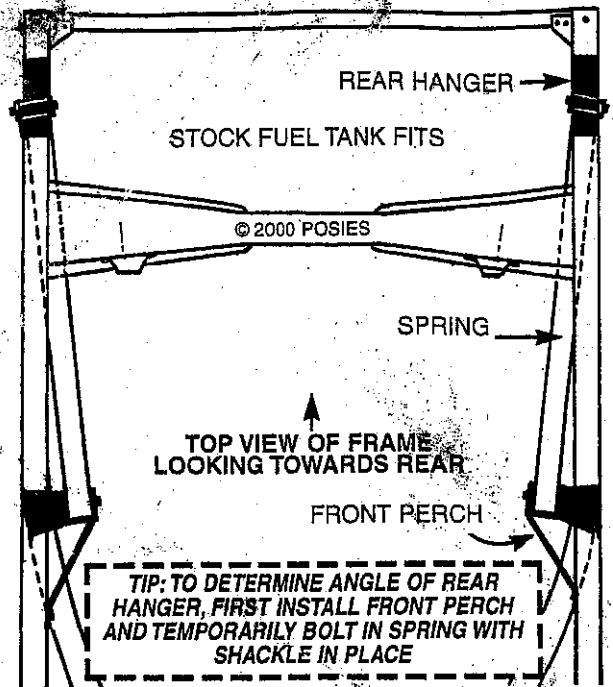 REAR HANGER
STOCK FUEL TANK FITS
© 2000 POSIES
SPRING
TOP VIEW OF FRAME
LOOKING TOWARDS REAR
FRONT PERCH
TIP: TO DETERMINE ANGLE OF REAR
HANGER, FIRST INSTALL FRONT PERCH
AND TEMPORARILY BOLT IN SPRING WITH
SHACKLE IN PLACE